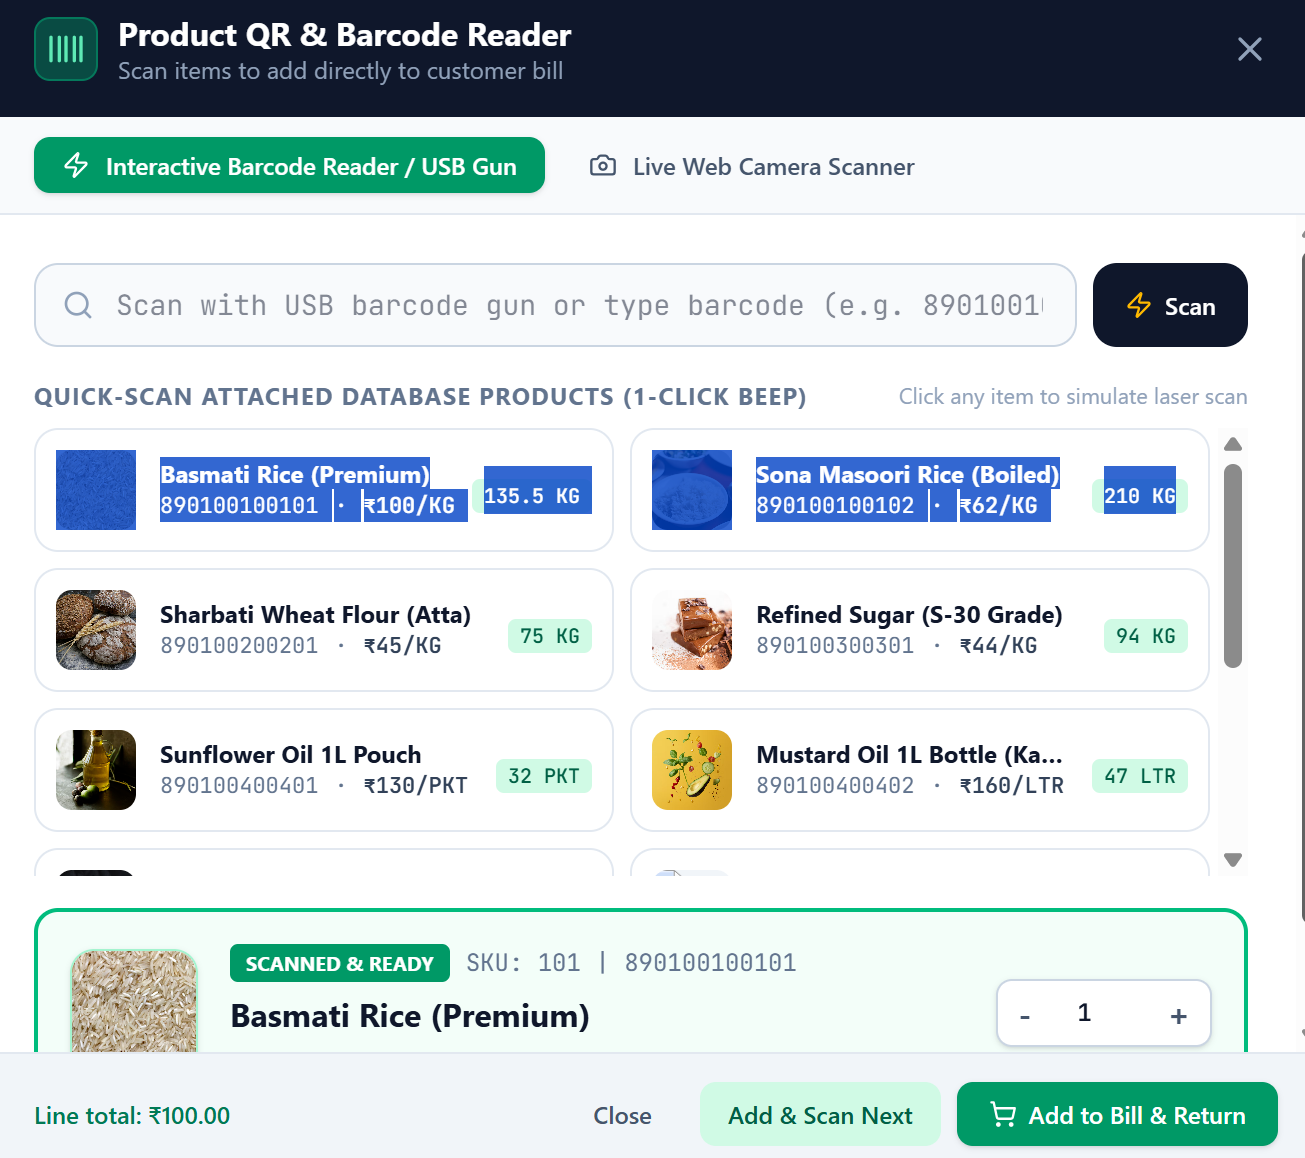 Product QR & Barcode Reader
Scan items to add directly to customer bill
Interactive Barcode Reader / USB Gun
Live Web Camera Scanner
Scan with USB barcode gun or type barcode (e.g. 8901001
Scan
QUICK-SCAN ATTACHED DATABASE PRODUCTS (1-CLICK BEEP)
Click any item to simulate laser scan
Basmati Rice (Premium)
890100100101 · ₹100/KG
135.5 KG
Sona Masoori Rice (Boiled)
890100100102 · ₹62/KG
210 KG
Sharbati Wheat Flour (Atta)
890100200201 · ₹45/KG
75 KG
Refined Sugar (S-30 Grade)
890100300301 · ₹44/KG
94 KG
Sunflower Oil 1L Pouch
890100400401 · ₹130/PKT
32 PKT
Mustard Oil 1L Bottle (Ka...
890100400402 · ₹160/LTR
47 LTR
SCANNED & READY
SKU: 101 | 890100100101
Basmati Rice (Premium)
- 1 +
Line total: ₹100.00
Close
Add & Scan Next
Add to Bill & Return